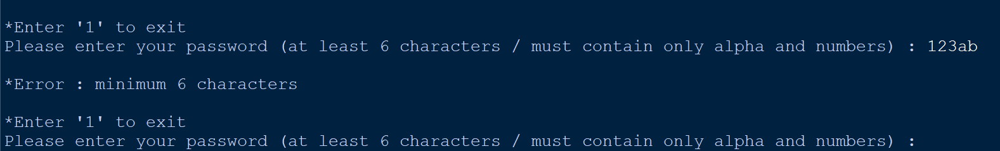 *Enter '1' to exit
Please enter your password (at least 6 characters / must contain only alpha and numbers) : 123ab
*Error : minimum 6 characters
*Enter '1' to exit
Please enter your password (at least 6 characters / must contain only alpha and numbers) :